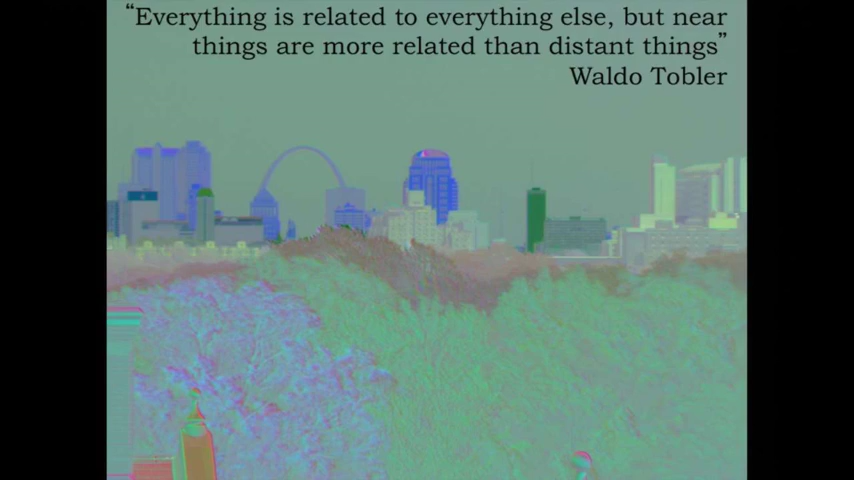 “Everything is related to everything else, but near
things are more related than distant things”
Waldo Tobler